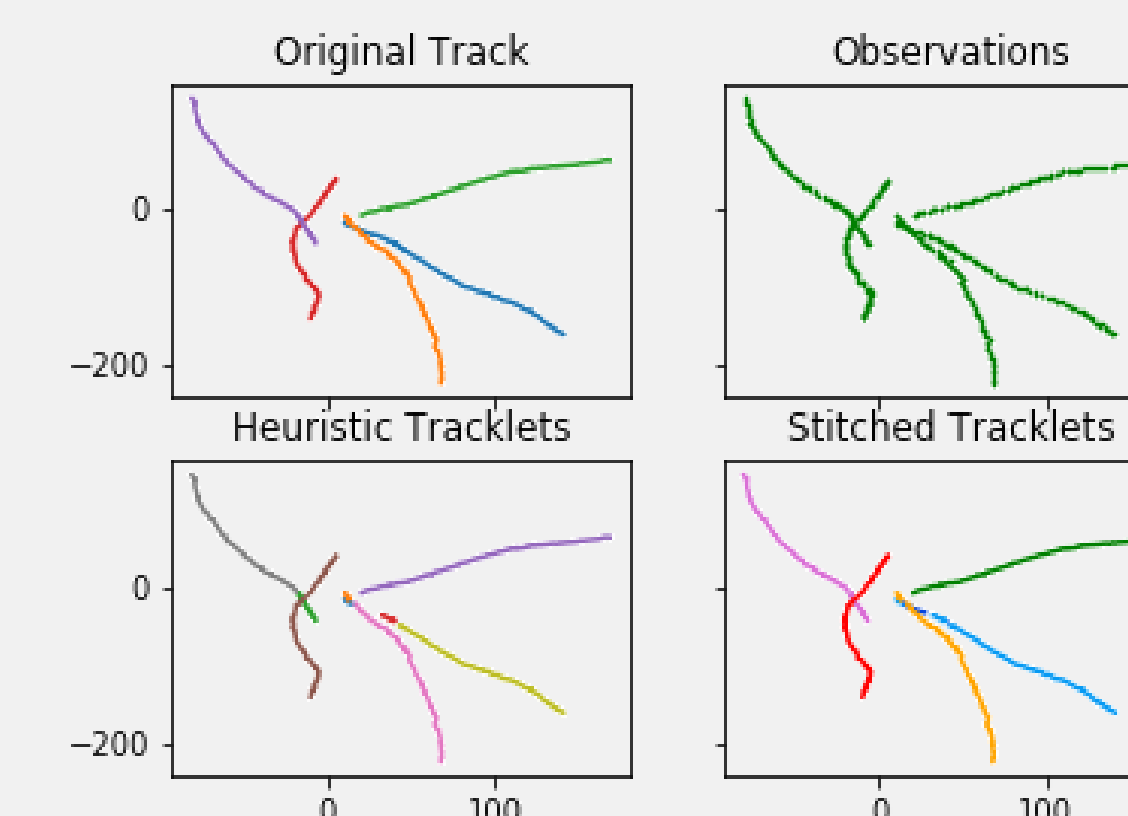 Original Track
Observations
0
−200
Heuristic Tracklets
Stitched Tracklets
0
−200
0
100
0
100